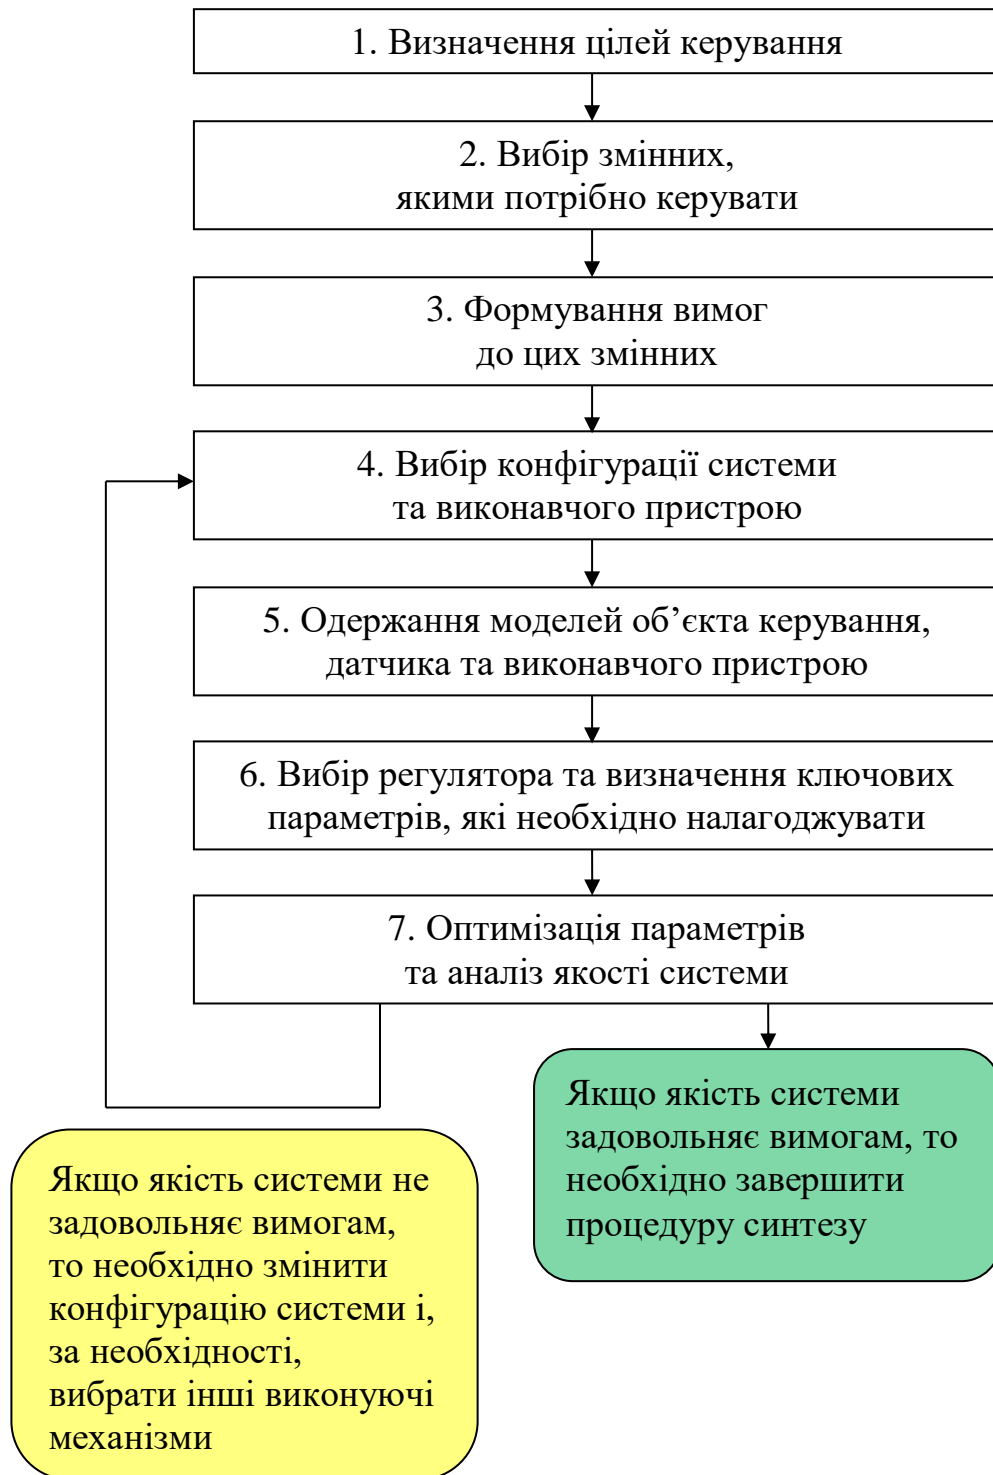 1. Визначення цілей керування
2. Вибір змінних,
якими потрібно керувати
3. Формування вимог
до цих змінних
4. Вибір конфігурації системи
та виконавчого пристрою
5. Одержання моделей об’єкта керування,
датчика та виконавчого пристрою
6. Вибір регулятора та визначення ключових
параметрів, які необхідно налагоджувати
7. Оптимізація параметрів
та аналіз якості системи
Якщо якість системи не
задовольняє вимогам,
то необхідно змінити
конфігурацію системи і,
за необхідності,
вибрати інші виконуючі
механізми
Якщо якість системи
задовольняє вимогам, то
необхідно завершити
процедуру синтезу